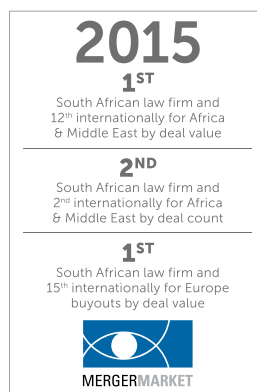 2015
1ST
South African law firm and
12th internationally for Africa
& Middle East by deal value
2ND
South African law firm and
2nd internationally for Africa
& Middle East by deal count
1ST
South African law firm and
15th internationally for Europe
buyouts by deal value
MERGERMARKET